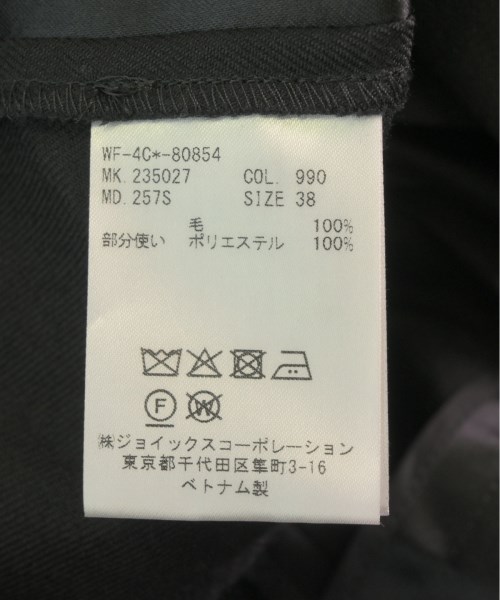 WF-4C*-80854
MK.235027 COL. 990
MD.257S SIZE 38
毛 100%
部分使い ポリエステル 100%
F W
㈱ジョイックスコーポレーション
東京都千代田区隼町3-16
ベトナム製